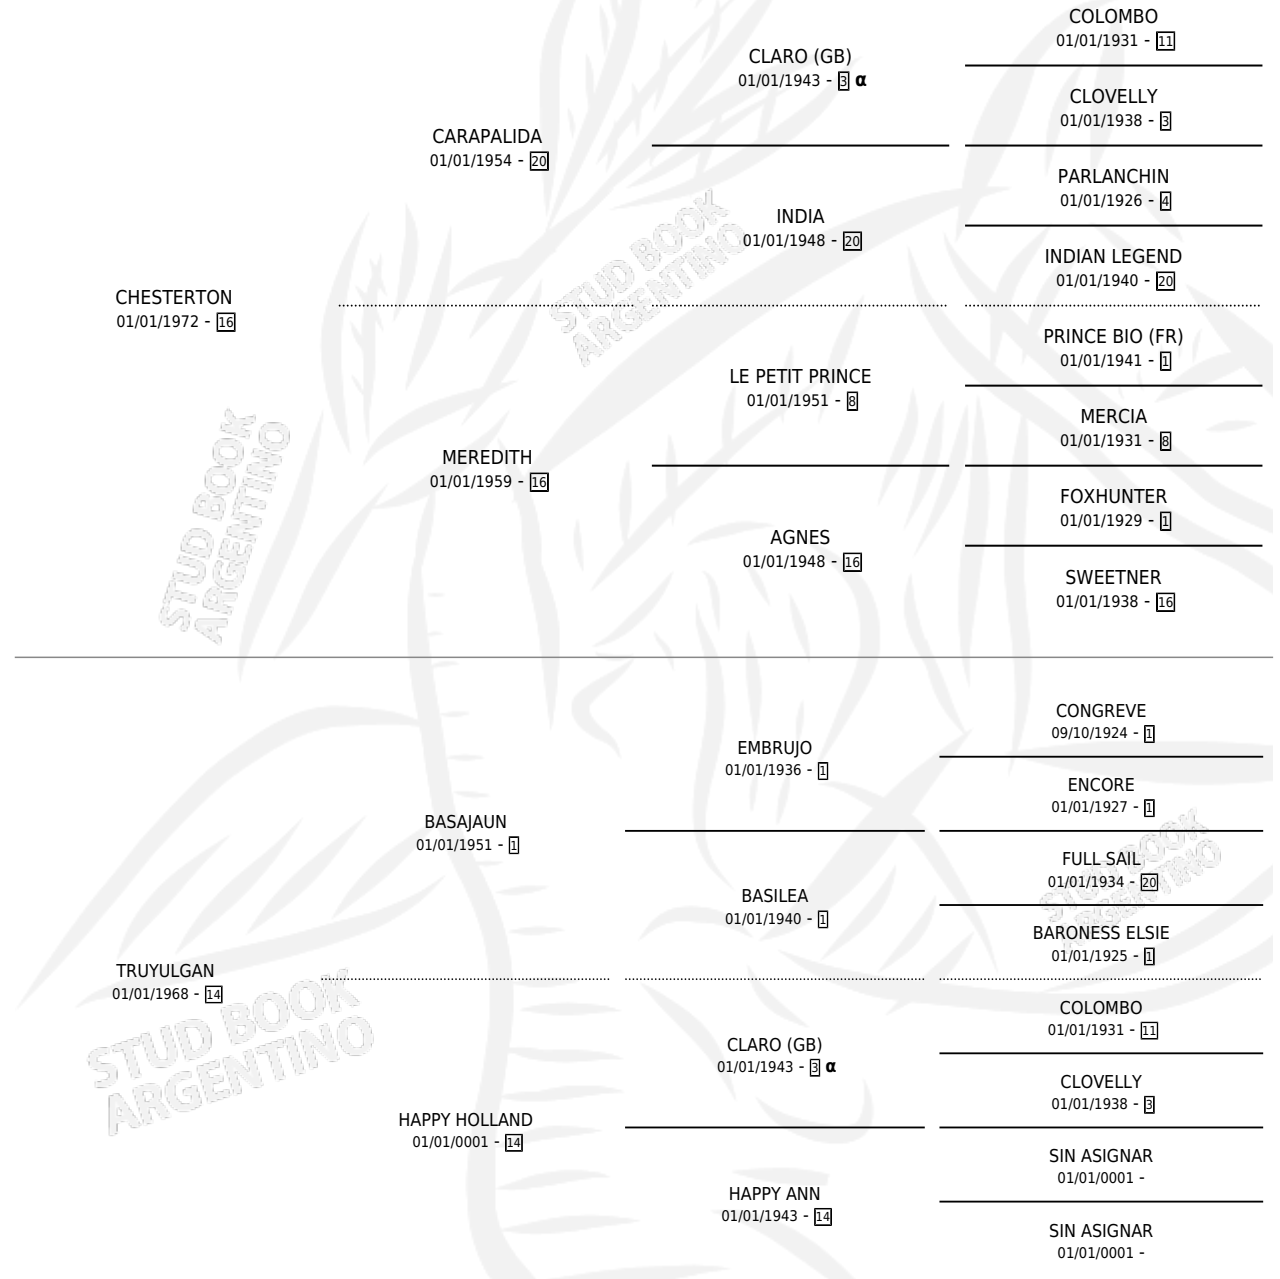 COLOMBO
01/01/1931 - 11
CLARO (GB)
01/01/1943 - 3 α
CLOVELLY
01/01/1938 - 3
CARAPALIDA
01/01/1954 - 20
PARLANCHIN
01/01/1926 - 4
INDIA
01/01/1948 - 20
INDIAN LEGEND
01/01/1940 - 20
CHESTERTON
01/01/1972 - 16
PRINCE BIO (FR)
01/01/1941 - 1
LE PETIT PRINCE
01/01/1951 - 8
MERCIA
01/01/1931 - 8
MEREDITH
01/01/1959 - 16
FOXHUNTER
01/01/1929 - 1
AGNES
01/01/1948 - 16
SWEETNER
01/01/1938 - 16
STUD BOOK
ARGENTINO
STUD BOOK
ARGENTINO
CONGREVE
09/10/1924 - 1
EMBRUJO
01/01/1936 - 1
ENCORE
01/01/1927 - 1
BASAJAUN
01/01/1951 - 1
FULL SAIL
01/01/1934 - 20
BASILEA
01/01/1940 - 1
BARONESS ELSIE
01/01/1925 - 1
STUD BOOK
ARGENTINO
TRUYULGAN
01/01/1968 - 14
COLOMBO
01/01/1931 - 11
CLARO (GB)
01/01/1943 - 3 α
CLOVELLY
01/01/1938 - 3
HAPPY HOLLAND
01/01/0001 - 14
SIN ASIGNAR
01/01/0001 -
HAPPY ANN
01/01/1943 - 14
SIN ASIGNAR
01/01/0001 -
STUD BOOK
ARGENTINO